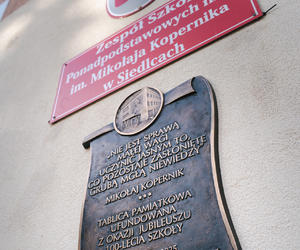 Zespół Szkół
Ponadpodstawowych nr
im. Mikołaja Kopernika
w Siedlcach
„NIE JEST SPRAWĄ
MAŁEJ WAGI
UCZYNIĆ JASNYM TO,
CO POZOSTAJE ZASŁONIĘTE
GRUBĄ MGŁĄ NIEWIEDZY"
MIKOŁAJ KOPERNIK
TABLICA PAMIĄTKOWA
UFUNDOWANA
Z OKAZJI JUBILEUSZU
100-LECIA SZKOŁY